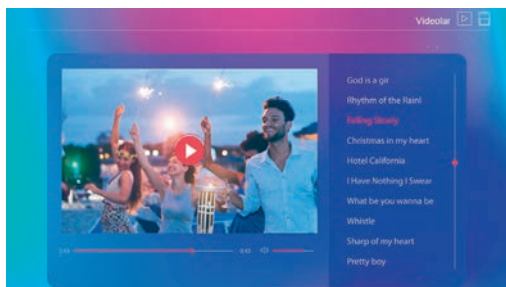 Videolar
God is a gir
Rhythm of the Rainl
Falling Slowly
Christmas in my heart
Hotel California
I Have Nothing I Swear
What be you wanna be
Whistle
Sharp of my heart
Pretty boy